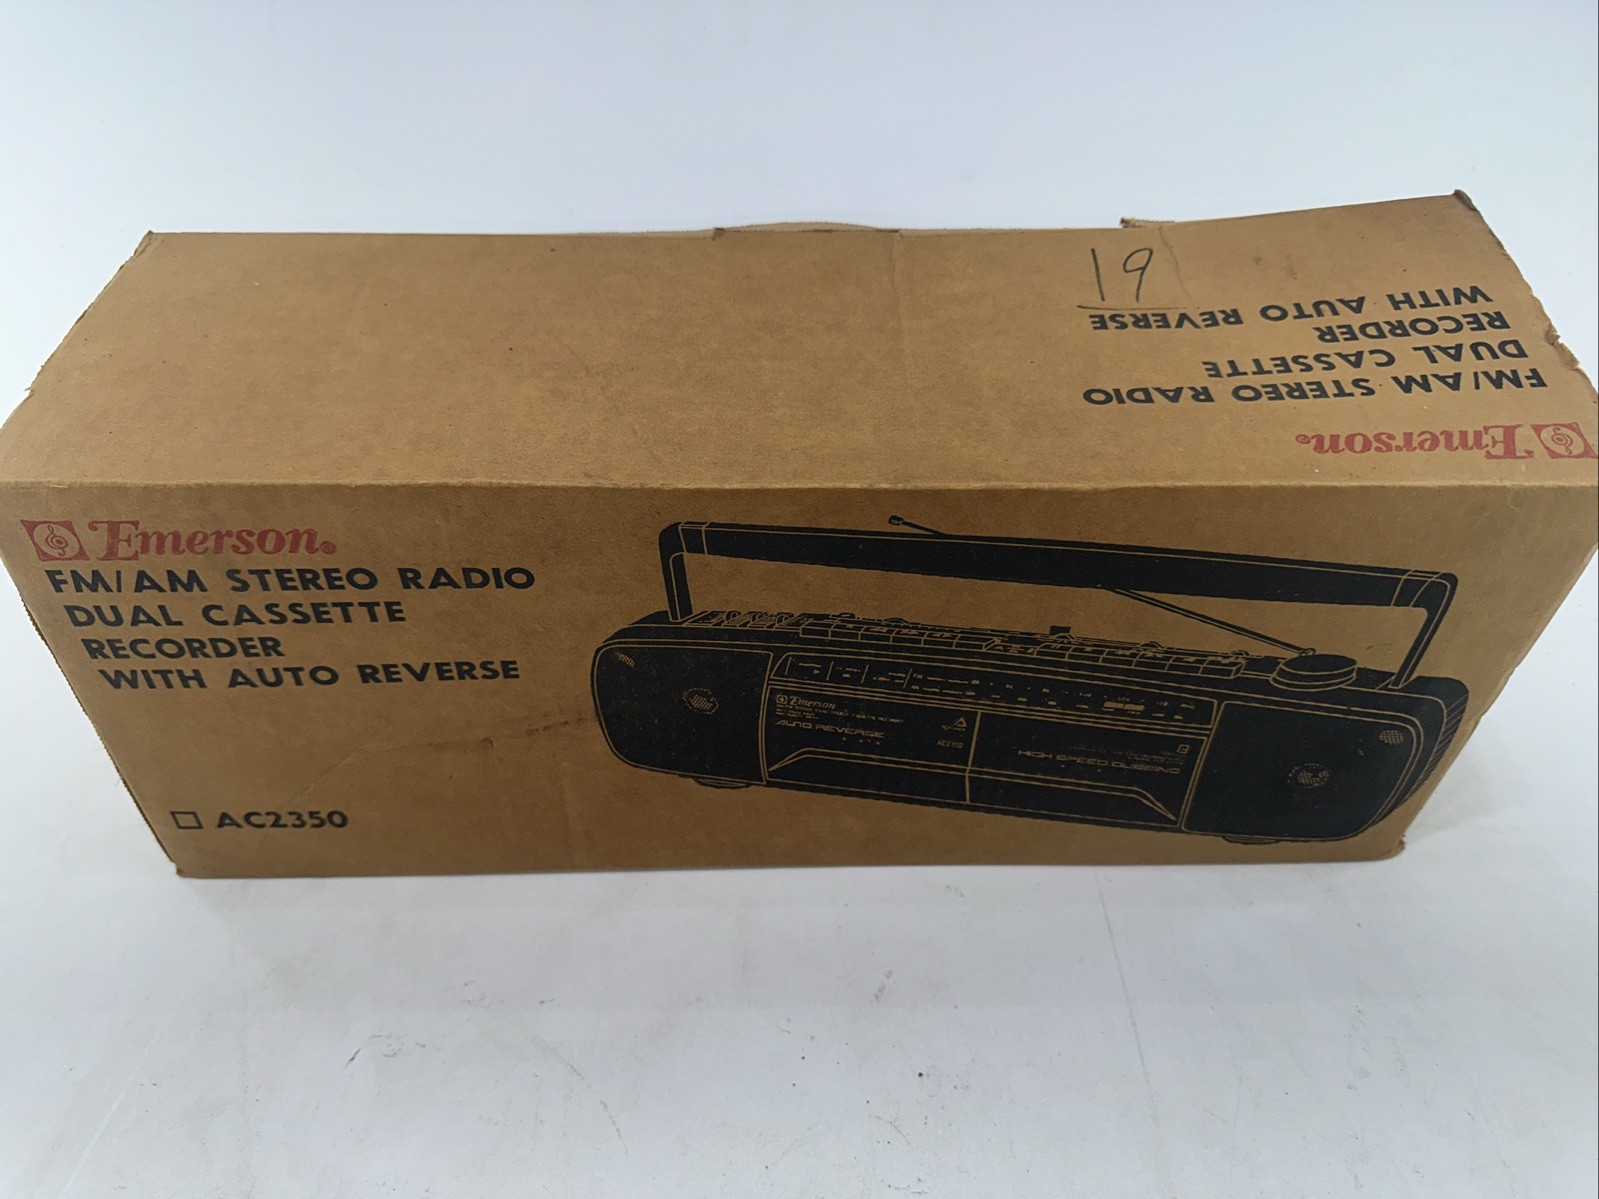 19
FM/AM STEREO RADIO
DUAL CASSETTE
RECORDER
WITH AUTO REVERSE
Emerson®
Emerson®
FM/AM STEREO RADIO
DUAL CASSETTE
RECORDER
WITH AUTO REVERSE
AC2350
Emerson
AUTO REVERSE
AC2350
HIGH SPEED DUBBING